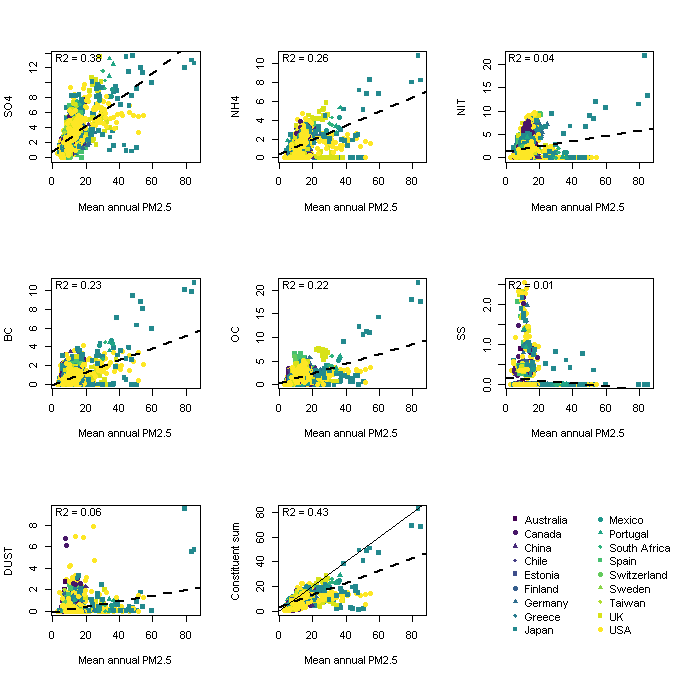 R2 = 0.38
SO4
0 2 4 6 8 12
0 20 40 60 80
Mean annual PM2.5
R2 = 0.26
NH4
0 2 4 6 8 10
0 20 40 60 80
Mean annual PM2.5
R2 = 0.04
NIT
0 5 10 15 20
0 20 40 60 80
Mean annual PM2.5
R2 = 0.23
BC
0 2 4 6 8 10
0 20 40 60 80
Mean annual PM2.5
R2 = 0.22
OC
0 5 10 15 20
0 20 40 60 80
Mean annual PM2.5
R2 = 0.01
SS
0.0 1.0 2.0
0 20 40 60 80
Mean annual PM2.5
R2 = 0.06
DUST
0 2 4 6 8
0 20 40 60 80
Mean annual PM2.5
R2 = 0.43
Constituent sum
0 20 40 60 80
0 20 40 60 80
Mean annual PM2.5
Australia
Canada
China
Chile
Estonia
Finland
Germany
Greece
Japan
Mexico
Portugal
South Africa
Spain
Switzerland
Sweden
Taiwan
UK
USA